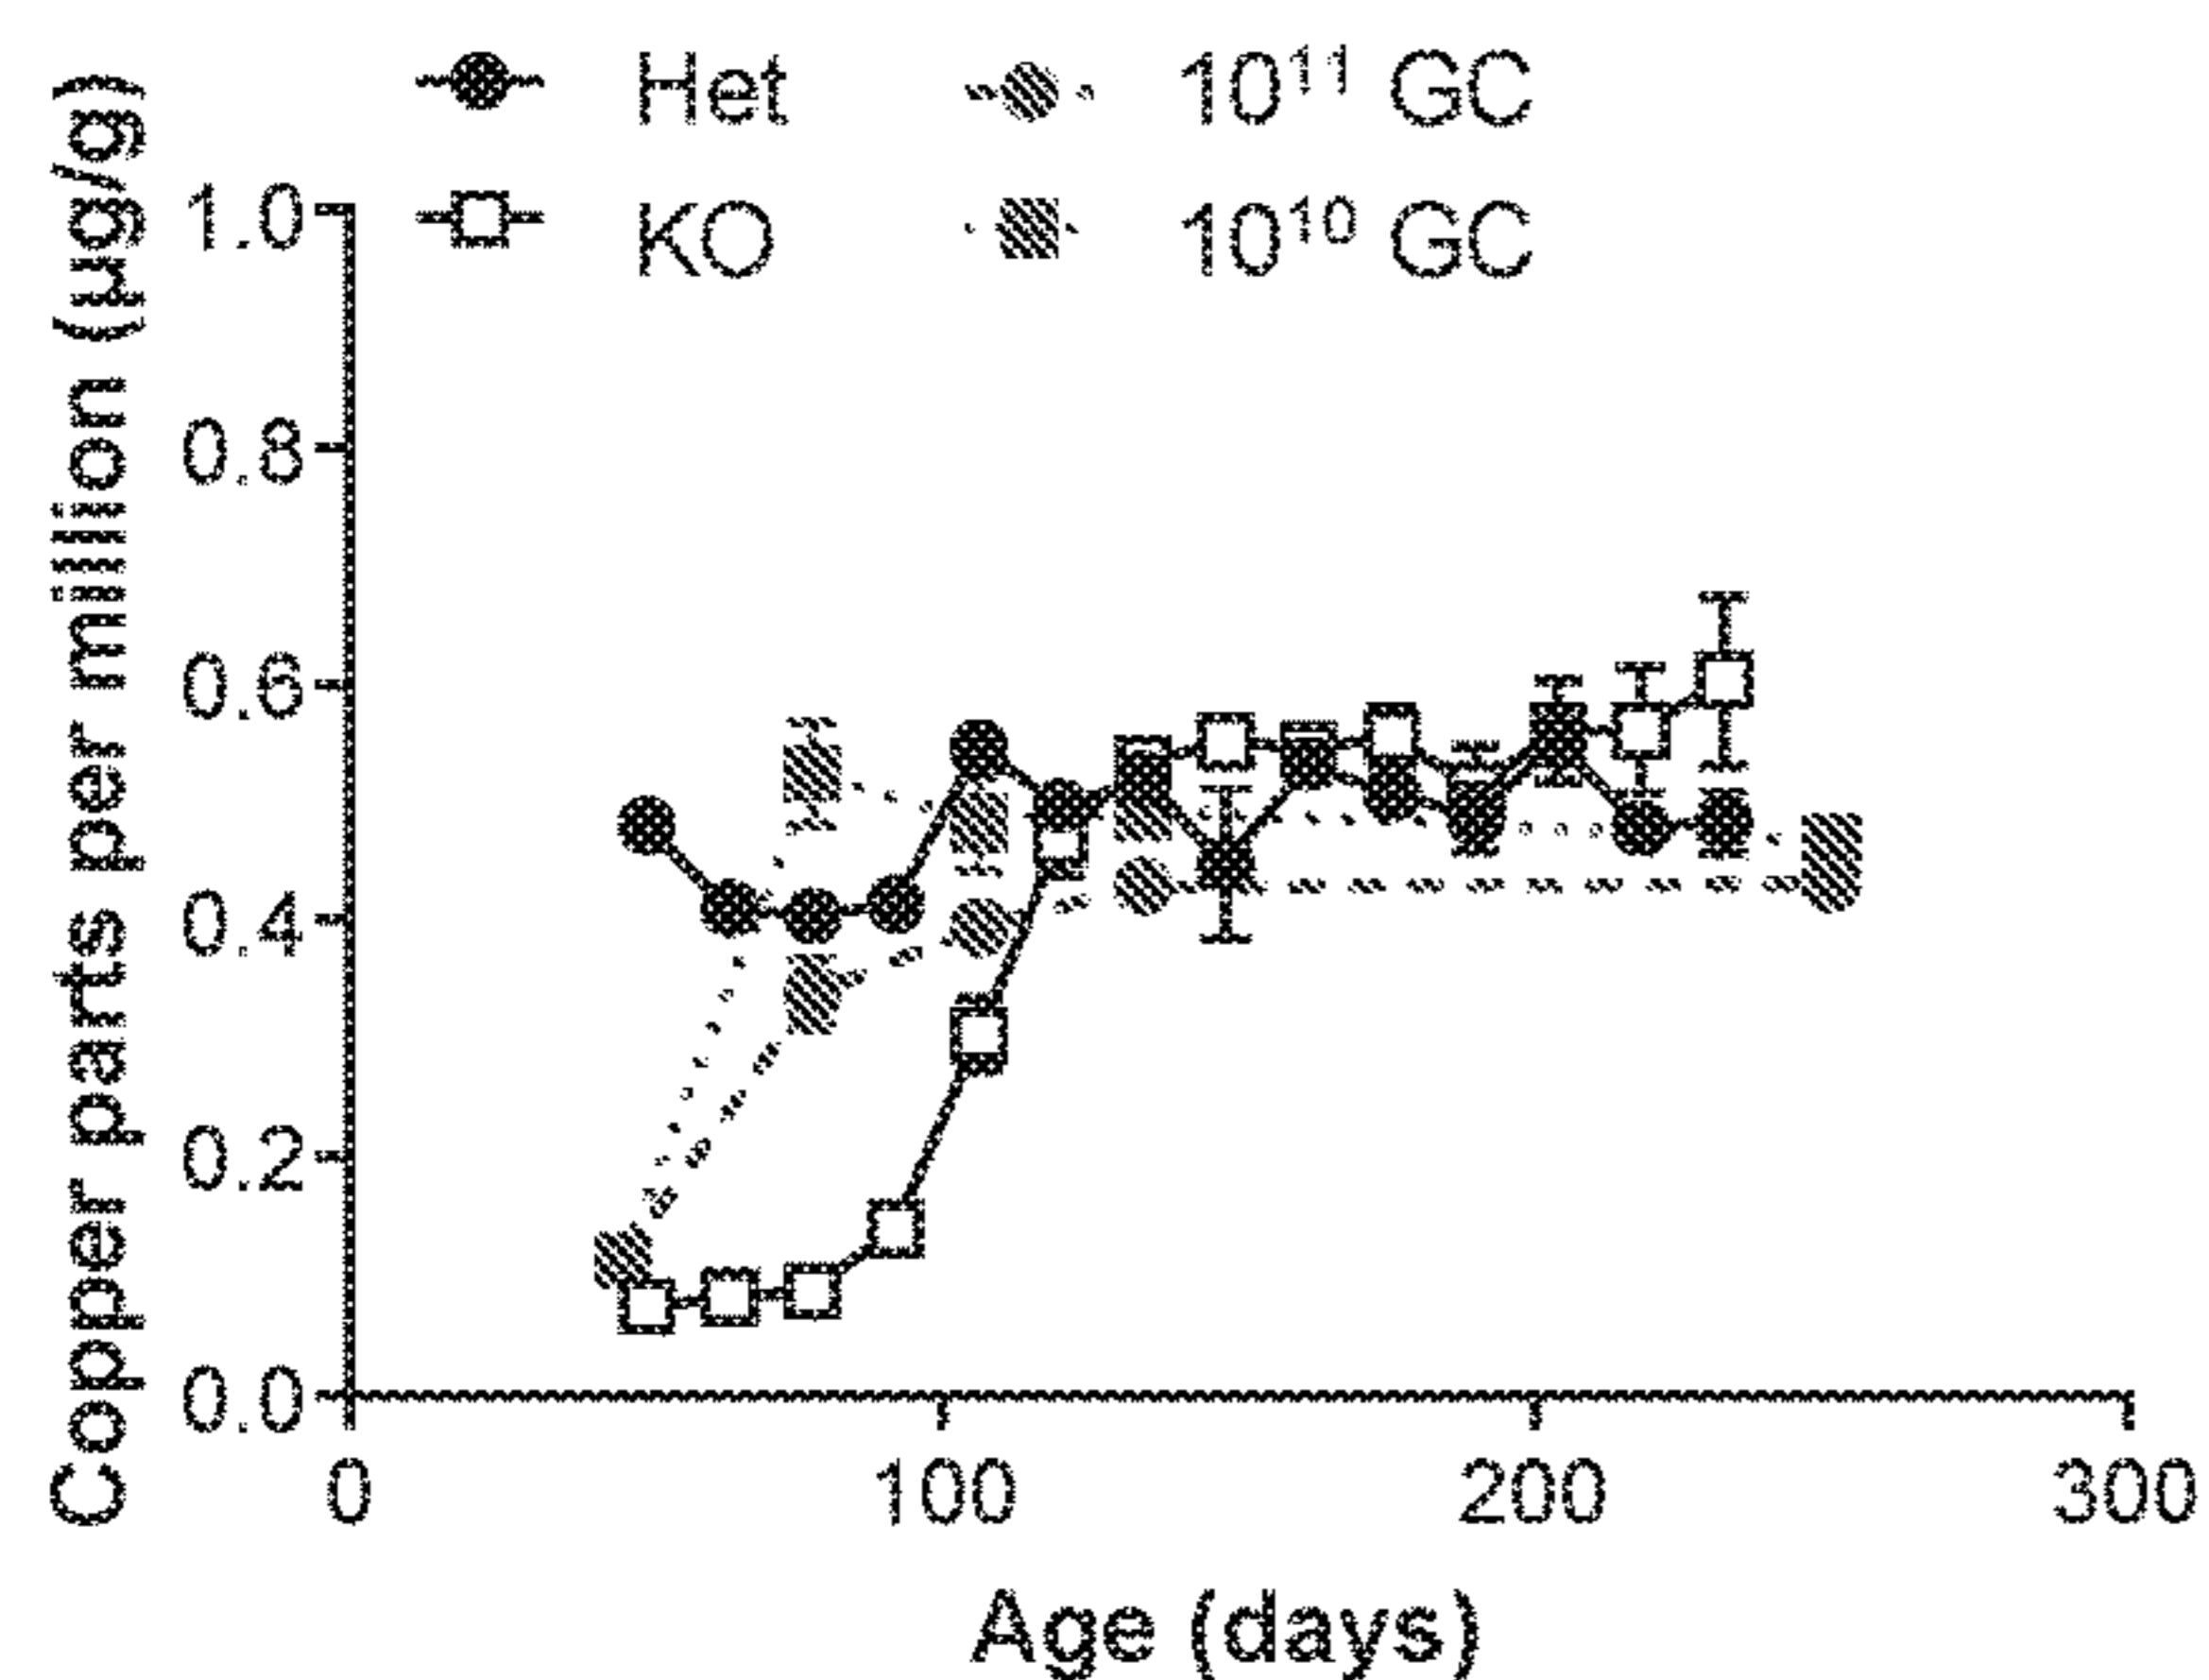 Het
10¹¹ GC
KO
10¹⁰ GC
Copper parts per million (µg/g)
1.0
0.8
0.6
0.4
0.2
0.0
0
100
200
300
Age (days)